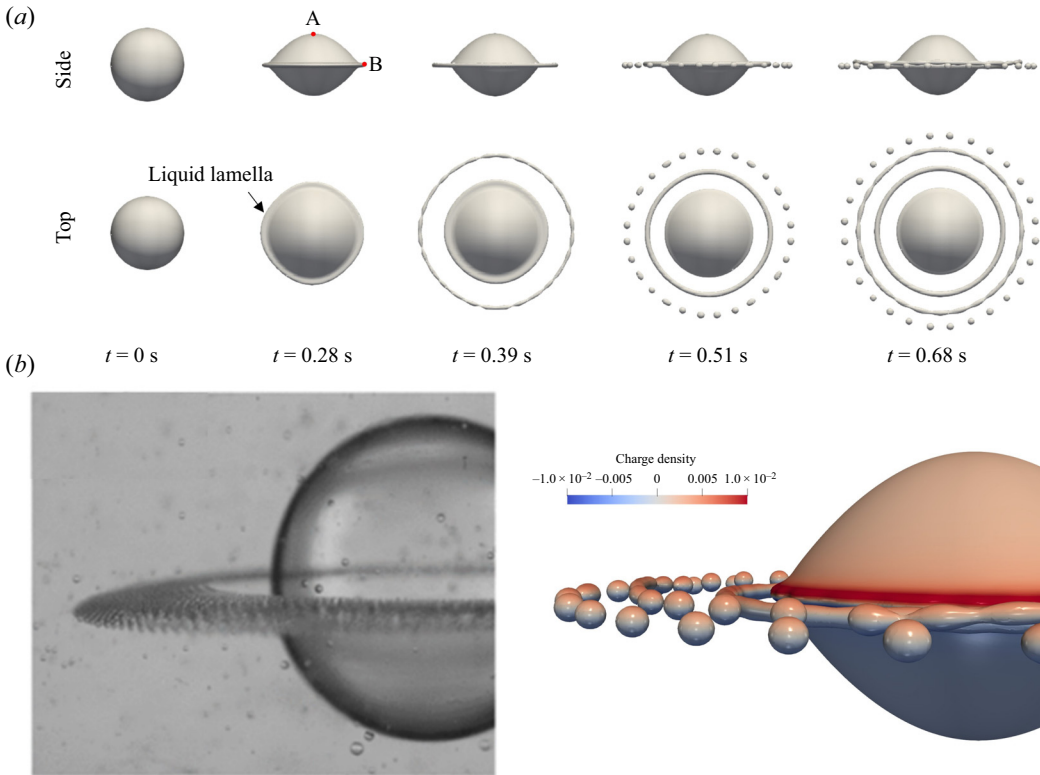 (a)
Side
A
B
Top
Liquid lamella
t = 0 s
t = 0.28 s
t = 0.39 s
t = 0.51 s
t = 0.68 s
(b)
Charge density
−1.0 × 10⁻² −0.005 0 0.005 1.0 × 10⁻²